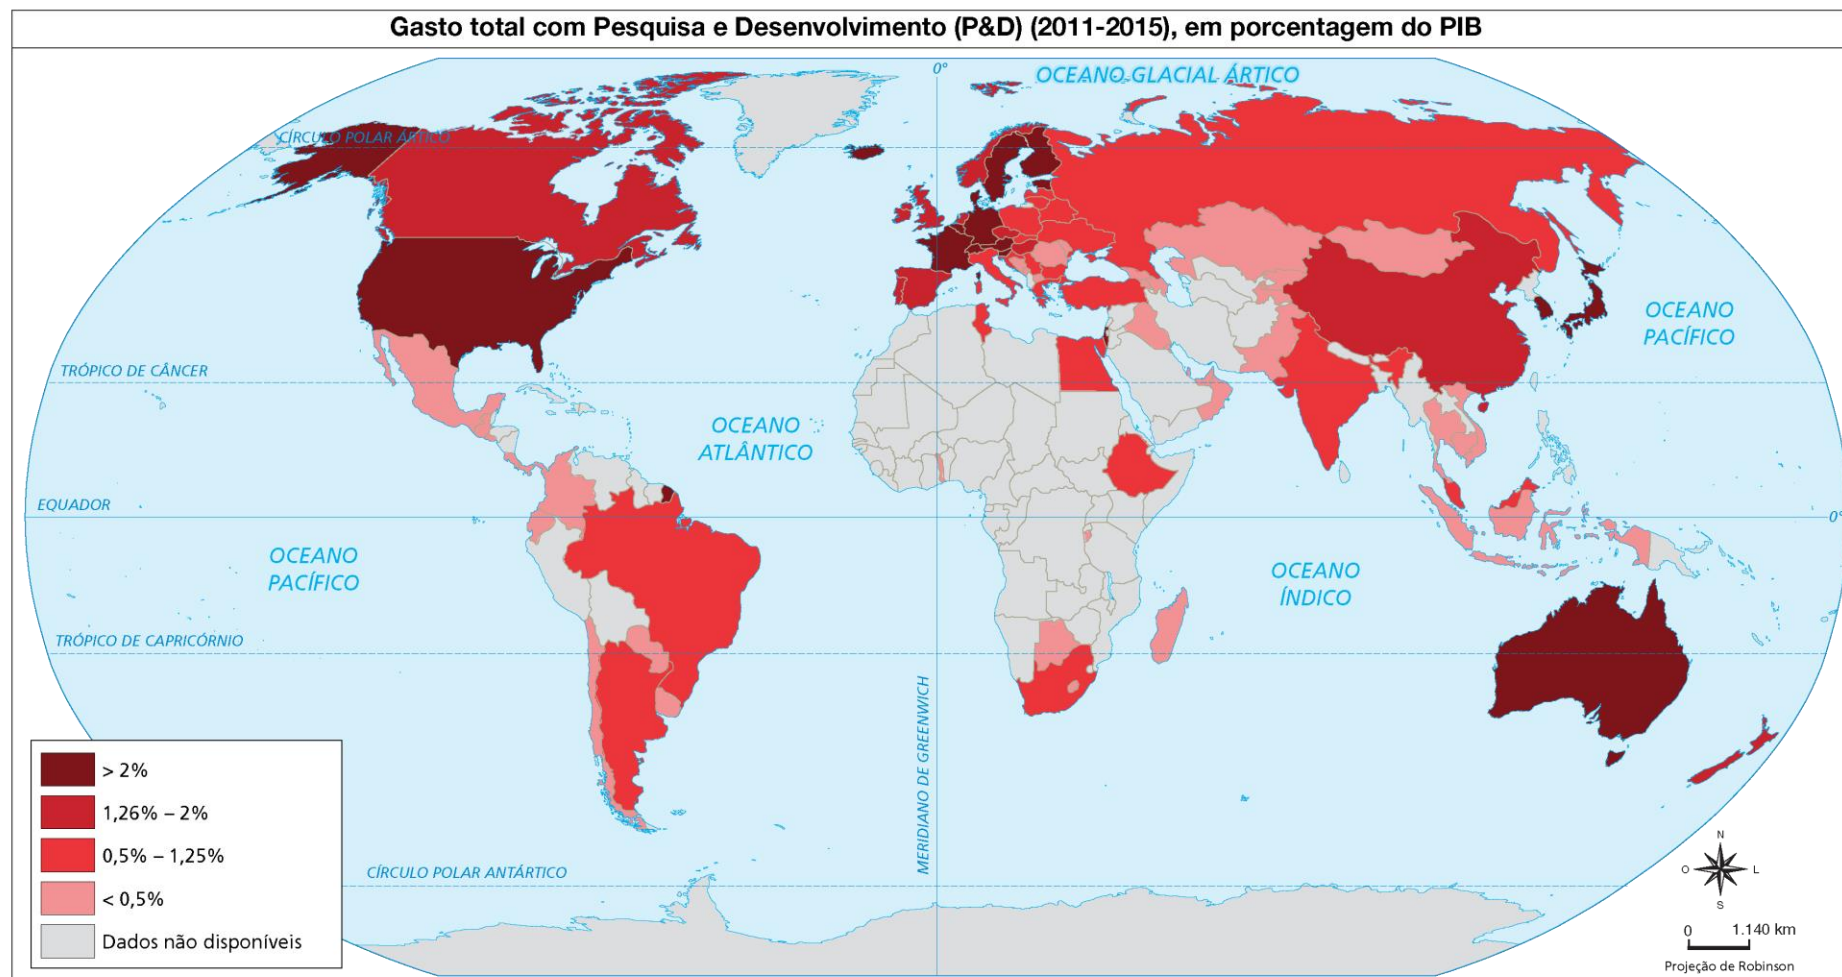 Gasto total com Pesquisa e Desenvolvimento (P&D) (2011-2015), em porcentagem do PIB
0°
OCEANO GLACIAL ÁRTICO
CÍRCULO POLAR ÁRTICO
OCEANO
PACÍFICO
TRÓPICO DE CÂNCER
OCEANO
ATLÂNTICO
EQUADOR
0°
OCEANO
PACÍFICO
OCEANO
ÍNDICO
TRÓPICO DE CAPRICÓRNIO
MERIDIANO DE GREENWICH
> 2%
1,26% – 2%
0,5% – 1,25%
< 0,5%
Dados não disponíveis
CÍRCULO POLAR ANTÁRTICO
N
O
L
S
0
1.140 km
Projeção de Robinson